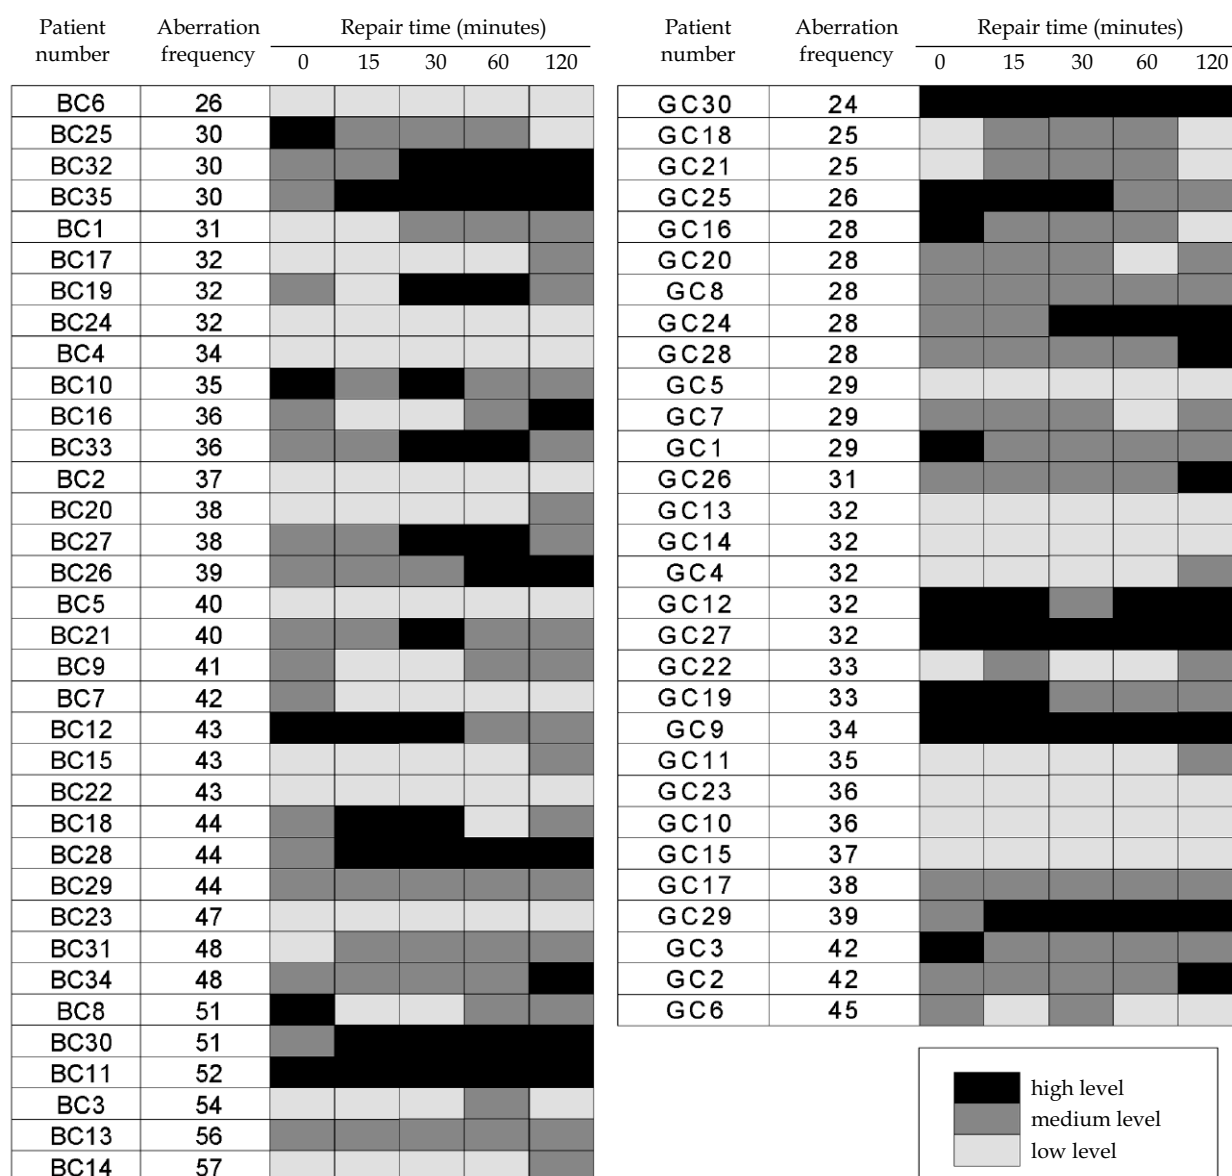 Patient number Aberration frequency Repair time (minutes)
0 15 30 60 120
BC6 26
BC25 30
BC32 30
BC35 30
BC1 31
BC17 32
BC19 32
BC24 32
BC4 34
BC10 35
BC16 36
BC33 36
BC2 37
BC20 38
BC27 38
BC26 39
BC5 40
BC21 40
BC9 41
BC7 42
BC12 43
BC15 43
BC22 43
BC18 44
BC28 44
BC29 44
BC23 47
BC31 48
BC34 48
BC8 51
BC30 51
BC11 52
BC3 54
BC13 56
BC14 57
Patient number Aberration frequency Repair time (minutes)
0 15 30 60 120
GC30 24
GC18 25
GC21 25
GC25 26
GC16 28
GC20 28
GC8 28
GC24 28
GC28 28
GC5 29
GC7 29
GC1 29
GC26 31
GC13 32
GC14 32
GC4 32
GC12 32
GC27 32
GC22 33
GC19 33
GC9 34
GC11 35
GC23 36
GC10 36
GC15 37
GC17 38
GC29 39
GC3 42
GC2 42
GC6 45
high level
medium level
low level